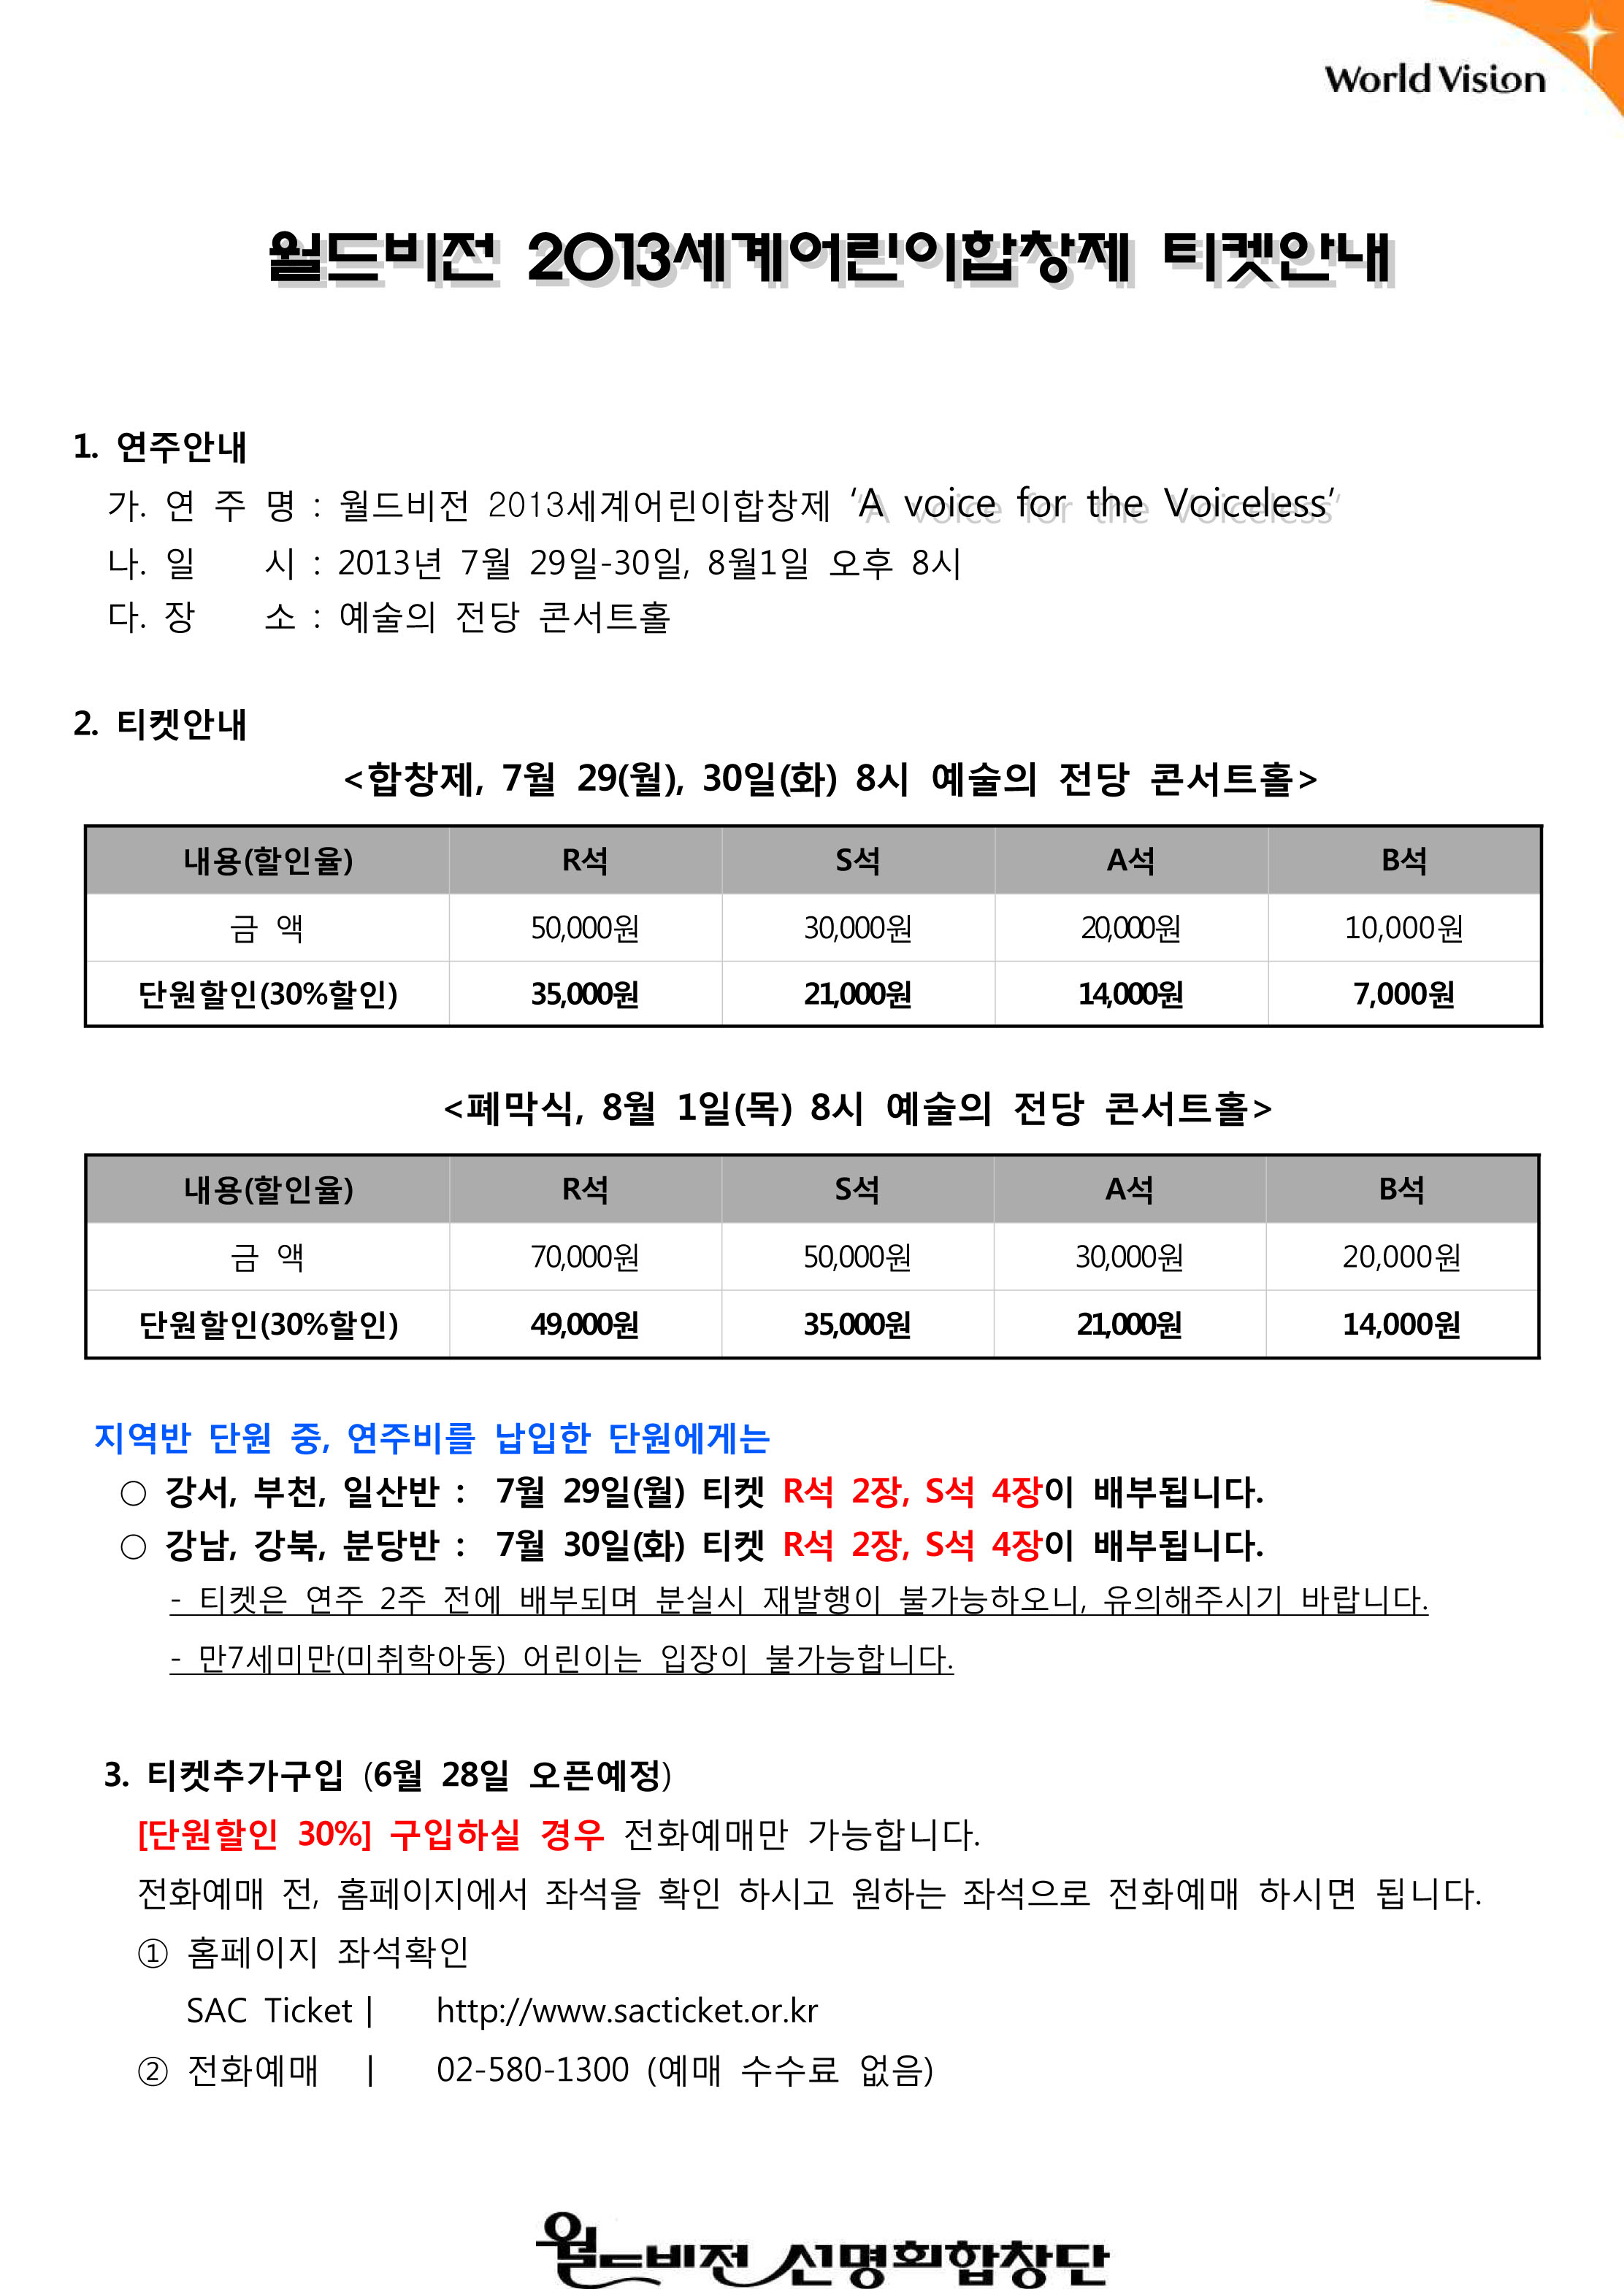 World Vision
월드비전 2013세계어린이합창제 티켓안내
1. 연주안내
가. 연 주 명 : 월드비전 2013세계어린이합창제 ‘A voice for the Voiceless’
나. 일 시 : 2013년 7월 29일-30일, 8월1일 오후 8시
다. 장 소 : 예술의 전당 콘서트홀
2. 티켓안내
<합창제, 7월 29(월), 30일(화) 8시 예술의 전당 콘서트홀>
내용(할인율) R석 S석 A석 B석
금 액 50,000원 30,000원 20,000원 10,000원
단원할인(30%할인) 35,000원 21,000원 14,000원 7,000원
<폐막식, 8월 1일(목) 8시 예술의 전당 콘서트홀>
내용(할인율) R석 S석 A석 B석
금 액 70,000원 50,000원 30,000원 20,000원
단원할인(30%할인) 49,000원 35,000원 21,000원 14,000원
지역반 단원 중, 연주비를 납입한 단원에게는
○ 강서, 부천, 일산반 : 7월 29일(월) 티켓 R석 2장, S석 4장이 배부됩니다.
○ 강남, 강북, 분당반 : 7월 30일(화) 티켓 R석 2장, S석 4장이 배부됩니다.
- 티켓은 연주 2주 전에 배부되며 분실시 재발행이 불가능하오니, 유의해주시기 바랍니다.
- 만7세미만(미취학아동) 어린이는 입장이 불가능합니다.
3. 티켓추가구입 (6월 28일 오픈예정)
[단원할인 30%] 구입하실 경우 전화예매만 가능합니다.
전화예매 전, 홈페이지에서 좌석을 확인 하시고 원하는 좌석으로 전화예매 하시면 됩니다.
① 홈페이지 좌석확인
SAC Ticket | http://www.sacticket.or.kr
② 전화예매 | 02-580-1300 (예매 수수료 없음)
월드비전 선명회합창단